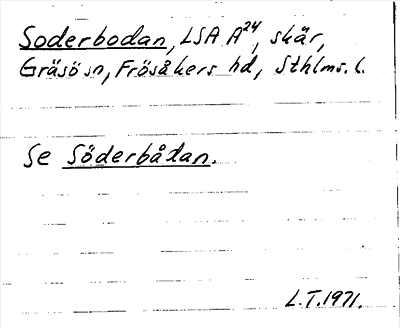 Soderbodan, LSA A²⁴, skär,
Gräsö sn, Frösåkers hd, Sthlms. l.
Se Söderbådan.
L.T. 1971.